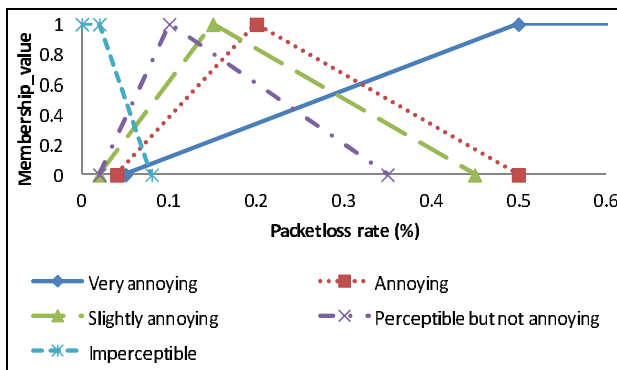 Membership_value
1
0.8
0.6
0.4
0.2
0
0 0.1 0.2 0.3 0.4 0.5 0.6
Packetloss rate (%)
Very annoying
Annoying
Slightly annoying
Perceptible but not annoying
Imperceptible